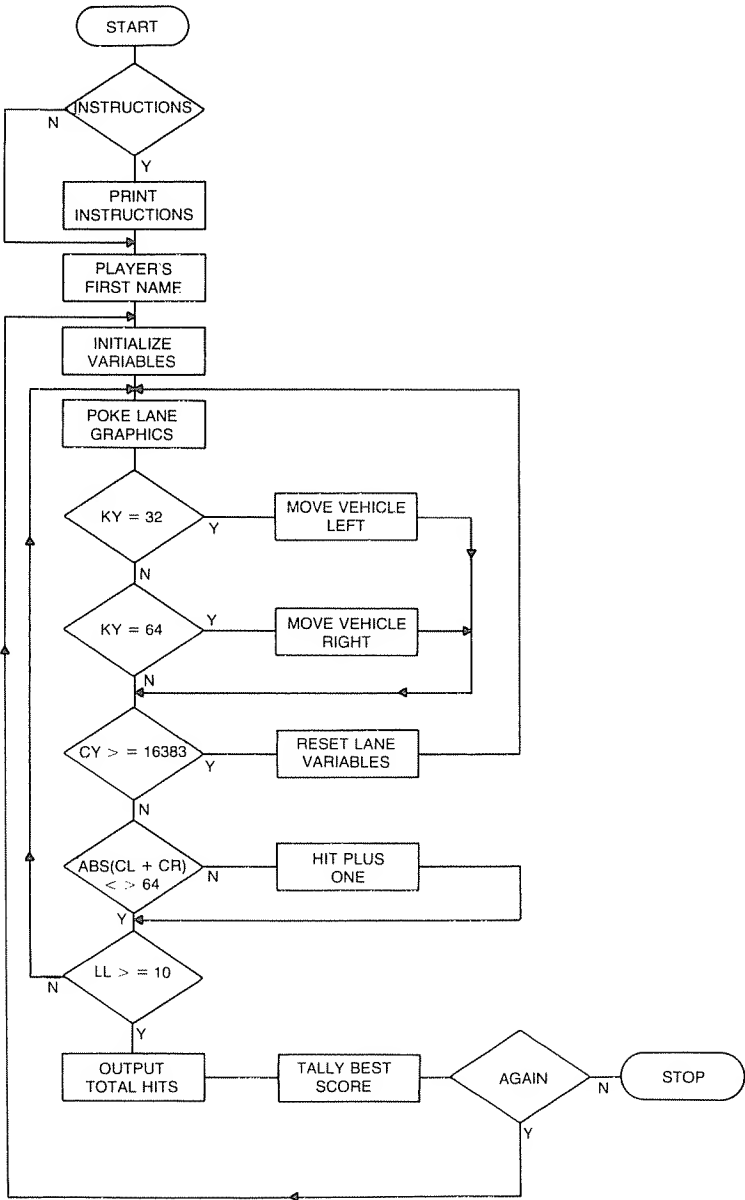 START
INSTRUCTIONS
N
Y
PRINT
INSTRUCTIONS
PLAYER'S
FIRST NAME
INITIALIZE
VARIABLES
POKE LANE
GRAPHICS
KY = 32
Y
MOVE VEHICLE
LEFT
N
KY = 64
Y
MOVE VEHICLE
RIGHT
N
CY > = 16383
Y
RESET LANE
VARIABLES
N
ABS(CL + CR)
< > 64
N
HIT PLUS
ONE
Y
LL > = 10
N
Y
OUTPUT
TOTAL HITS
TALLY BEST
SCORE
AGAIN
N
STOP
Y